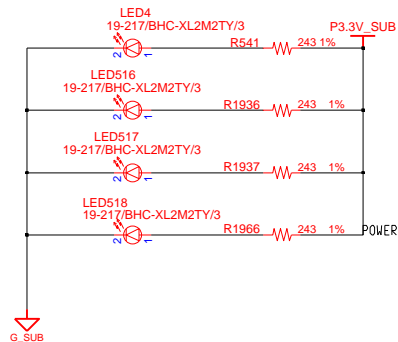 LED4
19-217/BHC-XL2M2TY/3
P3.3V_SUB
2 1 R541 243 1%
LED516
19-217/BHC-XL2M2TY/3
2 1 R1936 243 1%
LED517
19-217/BHC-XL2M2TY/3
2 1 R1937 243 1%
LED518
19-217/BHC-XL2M2TY/3
2 1 R1966 243 1% POWER
G_SUB